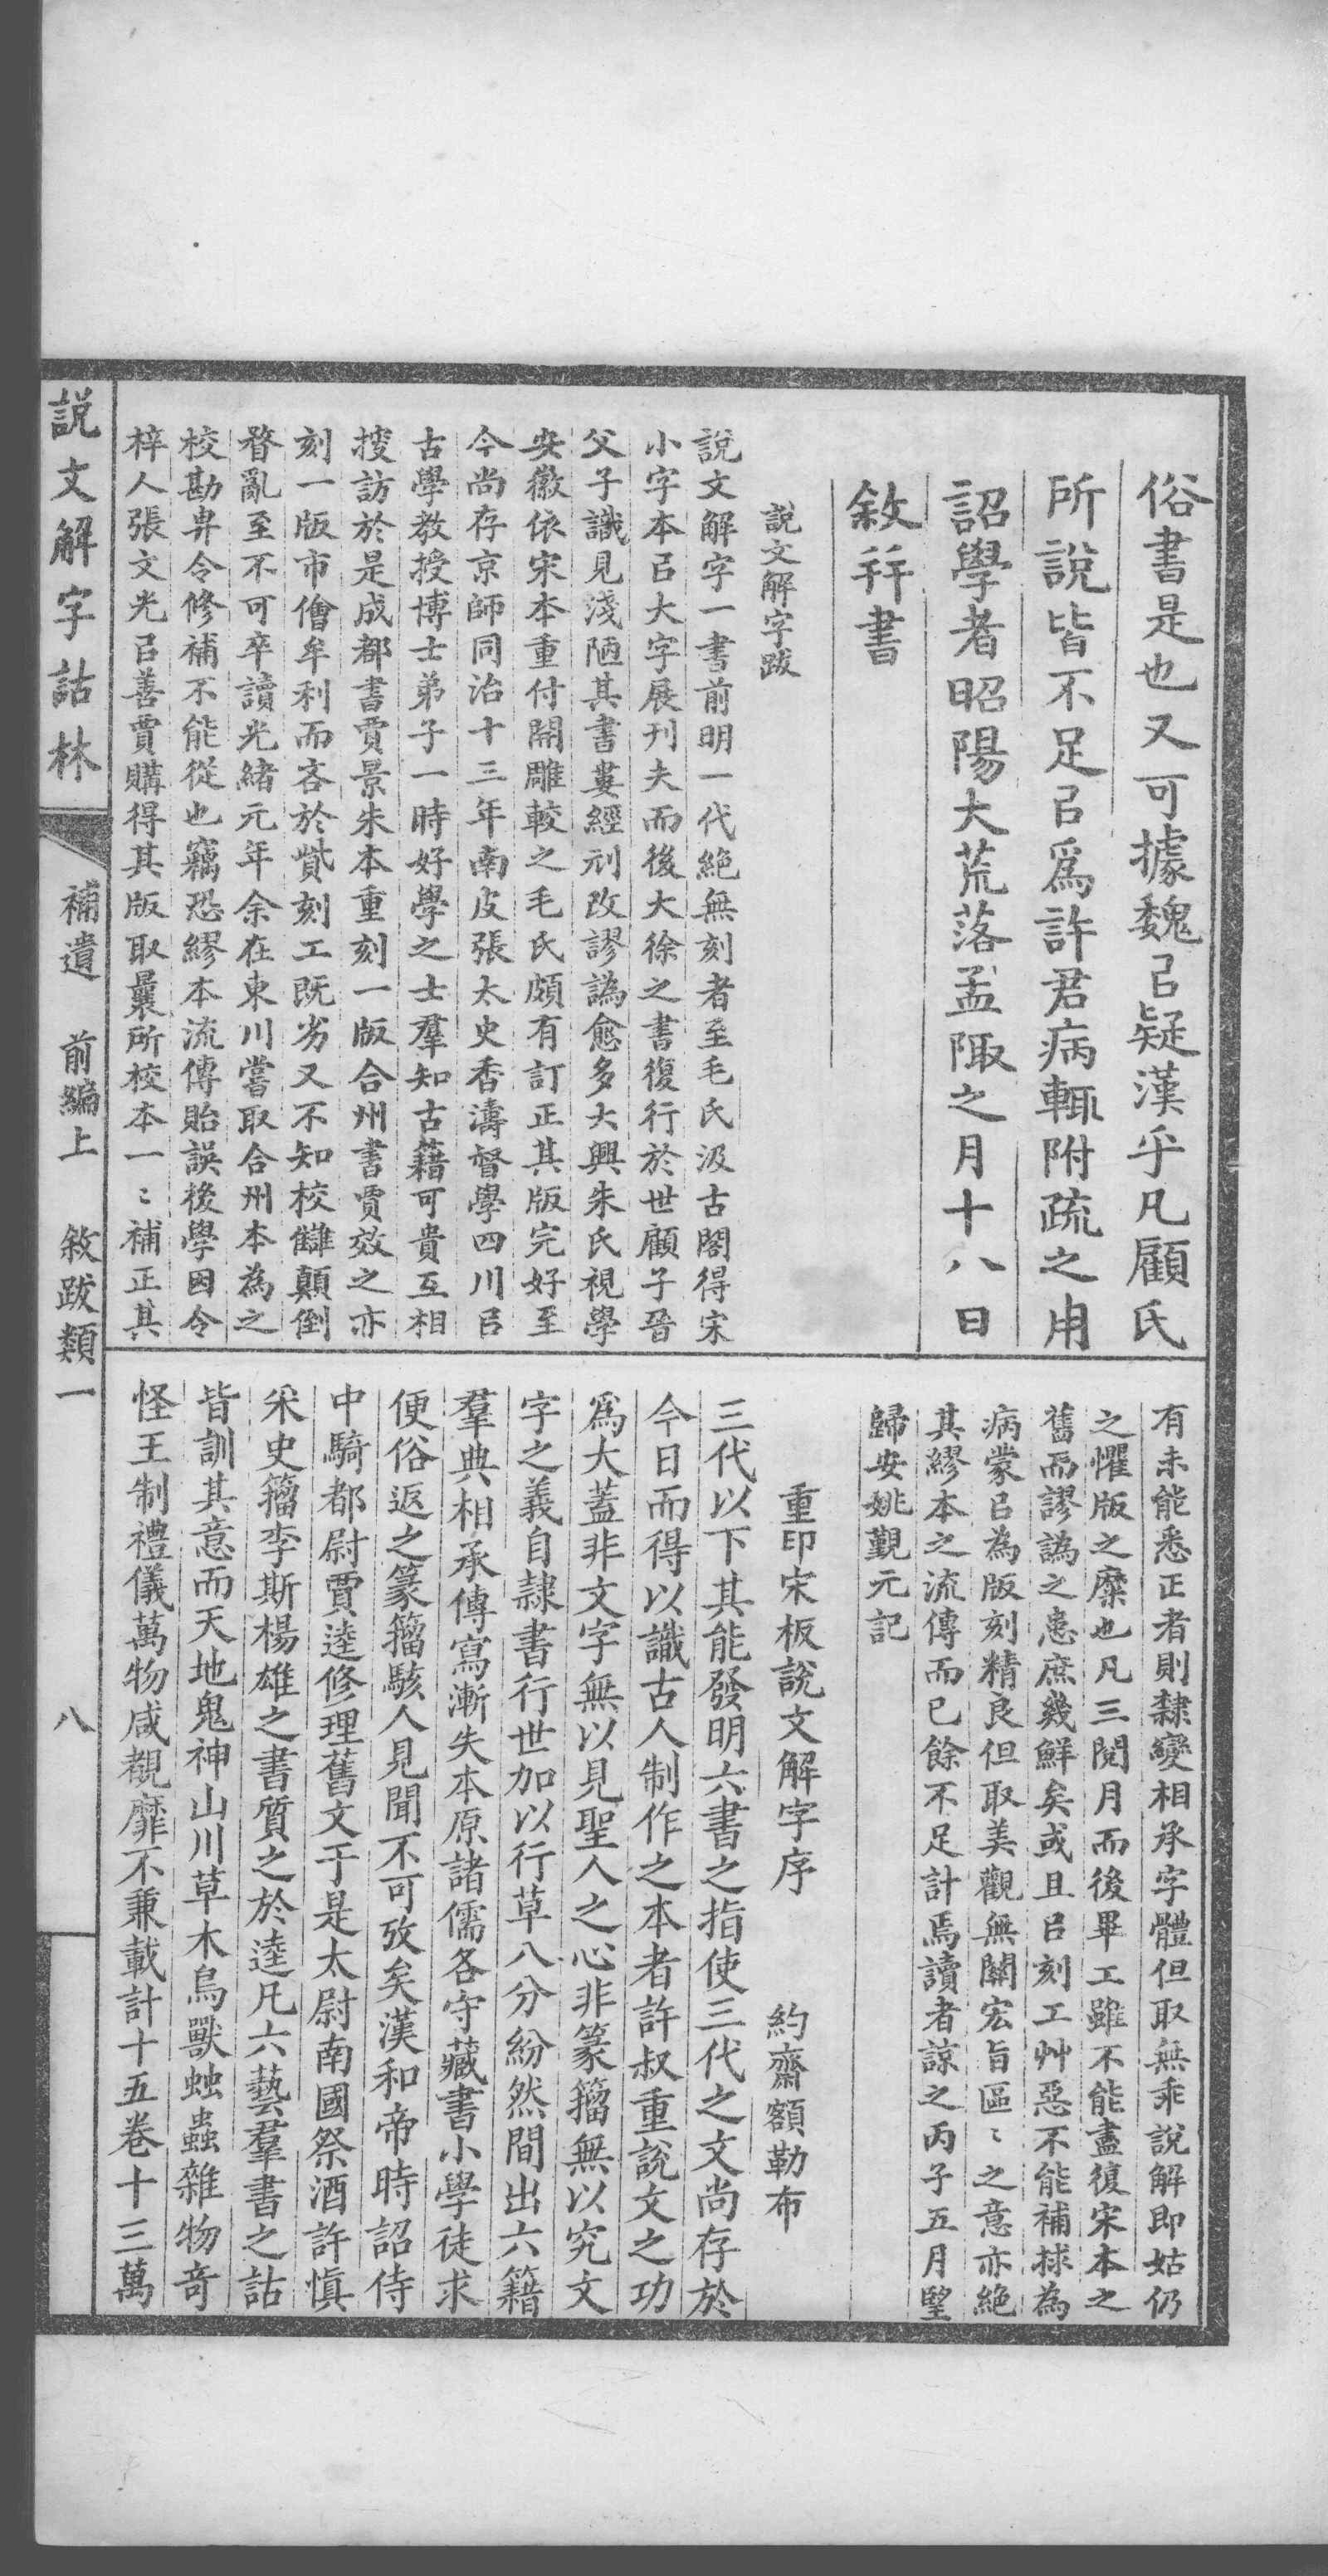 俗書是也又可據魏㠯疑漢乎凡顧氏
所說皆不足㠯爲許君病輒附疏之用
詔學者昭陽大荒落孟陬之月十八日
敘幷書
說文解字跋
說文解字一書前明一代絶無刻者至毛氏汲古閣得宋
小字本㠯大字展刊夫而後大徐之書復行於世顧子晉
父子識見淺陋其書婁經刓改謬譌愈多大興朱氏視學
安徽依宋本重付開雕較之毛氏頗有訂正其版完好至
今尚存京師同治十三年南皮張太史香濤督學四川㠯
古學教授博士弟子一時好學之士羣知古籍可貴互相
搜訪於是成都書賈景朱本重刻一版合州書賈效之亦
刻一版市儈牟利而吝於貲刻工既劣又不知校讎顛倒
瞀亂至不可卒讀光緒元年余在東川嘗取合州本為之
校勘畀令修補不能從也竊恐繆本流傳貽誤後學因令
梓人張文光㠯善賈購得其版取曩所校本一〻補正其
有未能悉正者則隸變相承字體但取無乖說解即姑仍
之懼版之糜也凡三閱月而後畢工雖不能盡復宋本之
舊而謬譌之患庶幾鮮矣或且㠯刻工艸惡不能補捄為
病蒙㠯為版刻精良但取美觀無關宏旨區〻之意亦絶
其繆本之流傳而已餘不足計焉讀者諒之丙子五月朢
歸安姚覲元記
重印宋板說文解字序 約齋額勒布
三代以下其能發明六書之指使三代之文尚存於
今日而得以識古人制作之本者許叔重說文之功
爲大蓋非文字無以見聖人之心非篆籀無以究文
字之義自隸書行世加以行草八分紛然間出六籍
羣典相承傳寫漸失本原諸儒各守藏書小學徒求
便俗返之篆籀駭人見聞不可攷矣漢和帝時詔侍
中騎都尉賈逵修理舊文于是太尉南國祭酒許慎
采史籀李斯楊雄之書質之於逵凡六藝羣書之詁
皆訓其意而天地鬼神山川草木鳥獸蚰蟲雜物奇
怪王制禮儀萬物咸覩靡不兼載計十五卷十三萬
說文解字詁林
補遺 前編上 敘跋類一
八